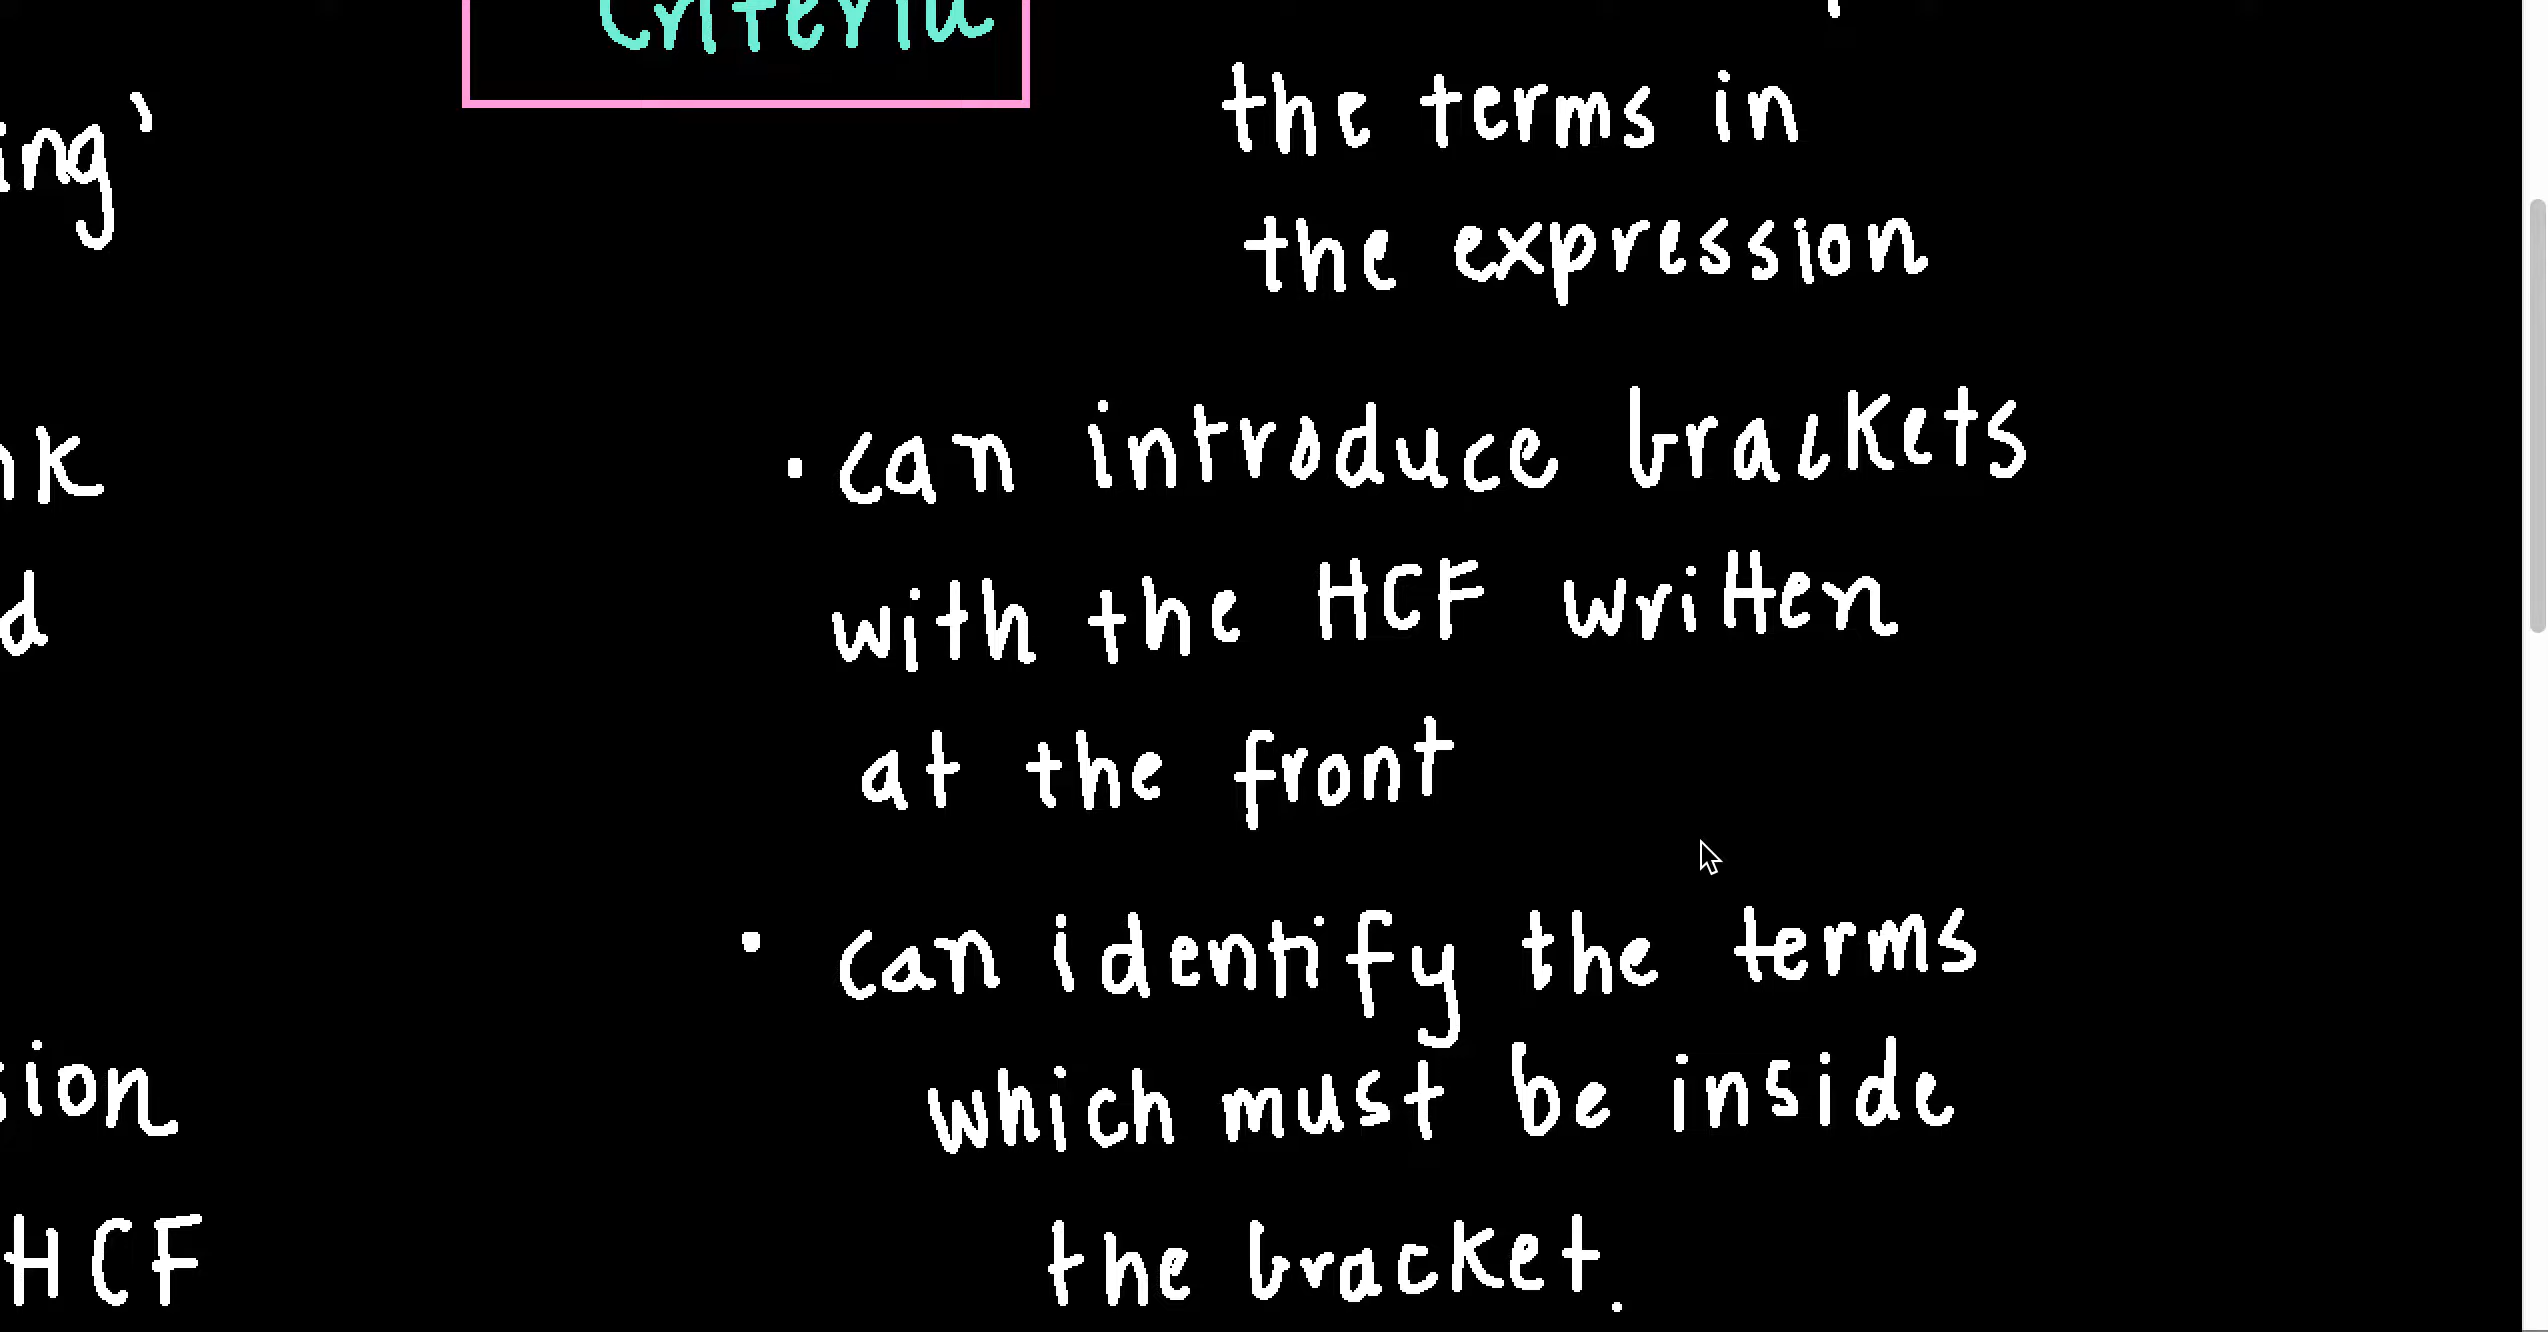 Criteria
the terms in
the expression
. can introduce brackets
with the HCF written
at the front
. can identify the terms
which must be inside
the bracket.
ing'
nk
d
sion
HCF